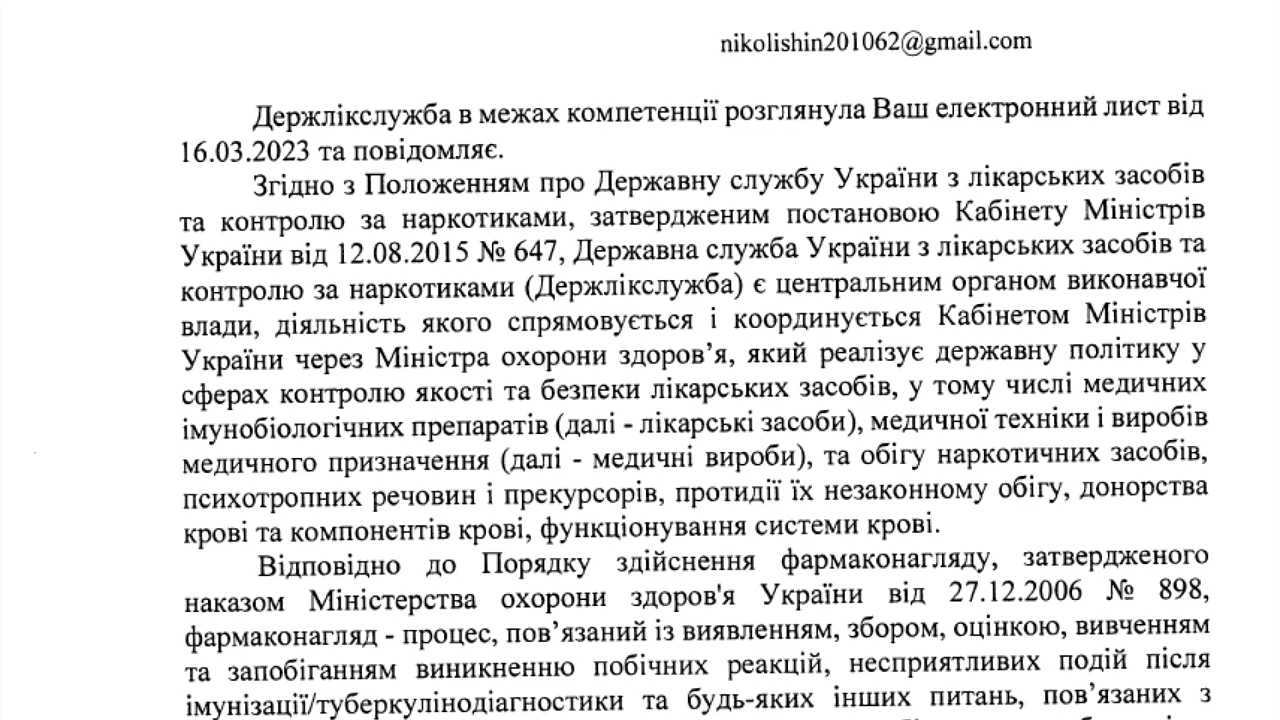 nikolishin201062@gmail.com
Держлікслужба в межах компетенції розглянула Ваш електронний лист від
16.03.2023 та повідомляє.
Згідно з Положенням про Державну службу України з лікарських засобів
та контролю за наркотиками, затвердженим постановою Кабінету Міністрів
України від 12.08.2015 № 647, Державна служба України з лікарських засобів та
контролю за наркотиками (Держлікслужба) є центральним органом виконавчої
влади, діяльність якого спрямовується і координується Кабінетом Міністрів
України через Міністра охорони здоров’я, який реалізує державну політику у
сферах контролю якості та безпеки лікарських засобів, у тому числі медичних
імунобіологічних препаратів (далі - лікарські засоби), медичної техніки і виробів
медичного призначення (далі - медичні вироби), та обігу наркотичних засобів,
психотропних речовин і прекурсорів, протидії їх незаконному обігу, донорства
крові та компонентів крові, функціонування системи крові.
Відповідно до Порядку здійснення фармаконагляду, затвердженого
наказом Міністерства охорони здоров'я України від 27.12.2006 № 898,
фармаконагляд - процес, пов’язаний із виявленням, збором, оцінкою, вивченням
та запобіганням виникненню побічних реакцій, несприятливих подій після
імунізації/туберкулінодіагностики та будь-яких інших питань, пов’язаних з